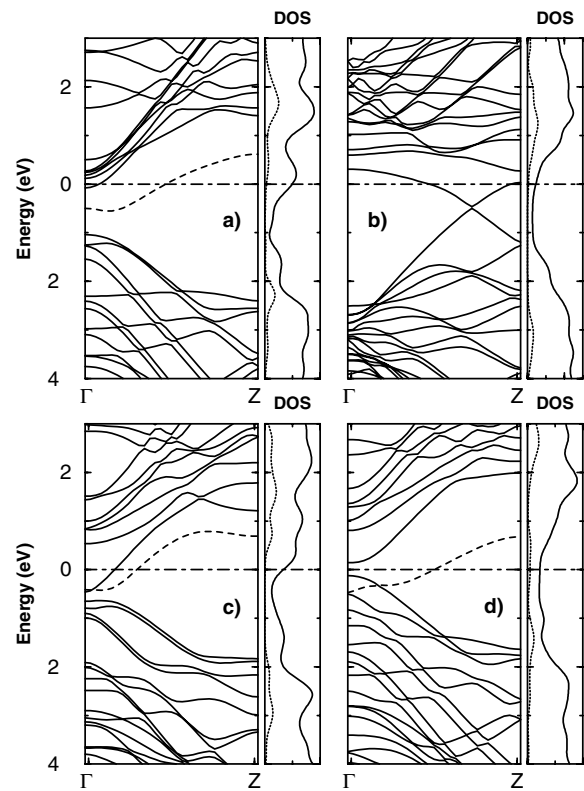 DOS DOS
Energy (eV)
2
0
2
4
a) b)
Γ Z Γ Z
DOS DOS
Energy (eV)
2
0
2
4
c) d)
Γ Z Γ Z